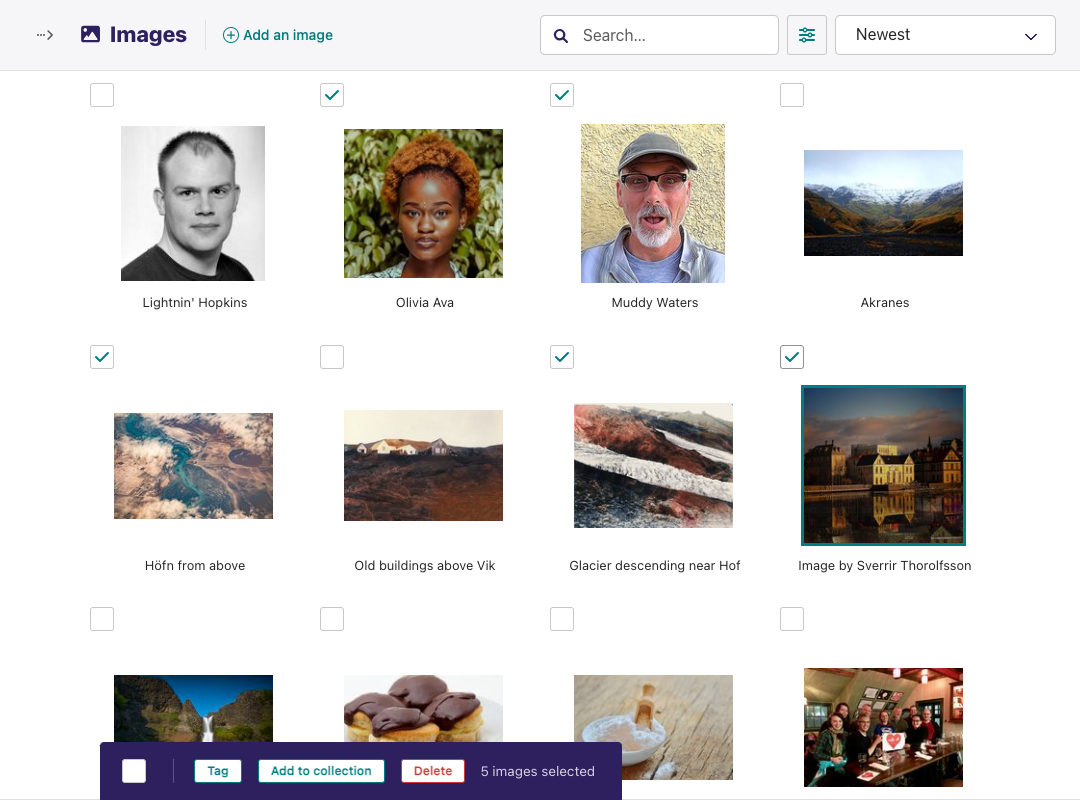 Images
Add an image
Search...
Newest
Lightnin' Hopkins
Olivia Ava
Muddy Waters
Akranes
Höfn from above
Old buildings above Vik
Glacier descending near Hof
Image by Sverrir Thorolfsson
Tag
Add to collection
Delete
5 images selected